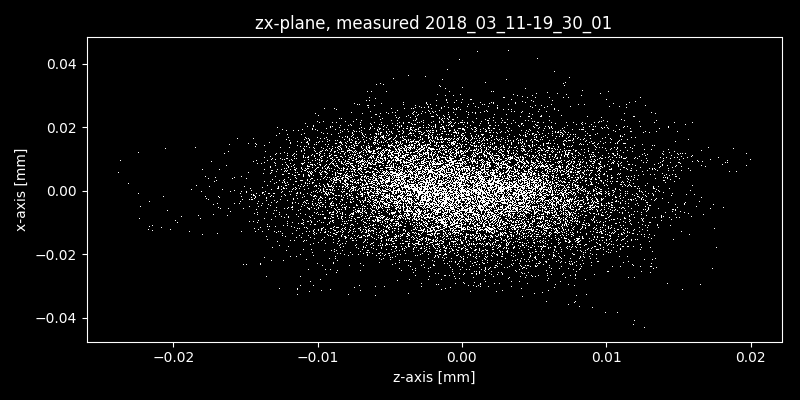 zx-plane, measured 2018_03_11-19_30_01
0.04
0.02
0.00
−0.02
−0.04
x-axis [mm]
−0.02 −0.01 0.00 0.01 0.02
z-axis [mm]